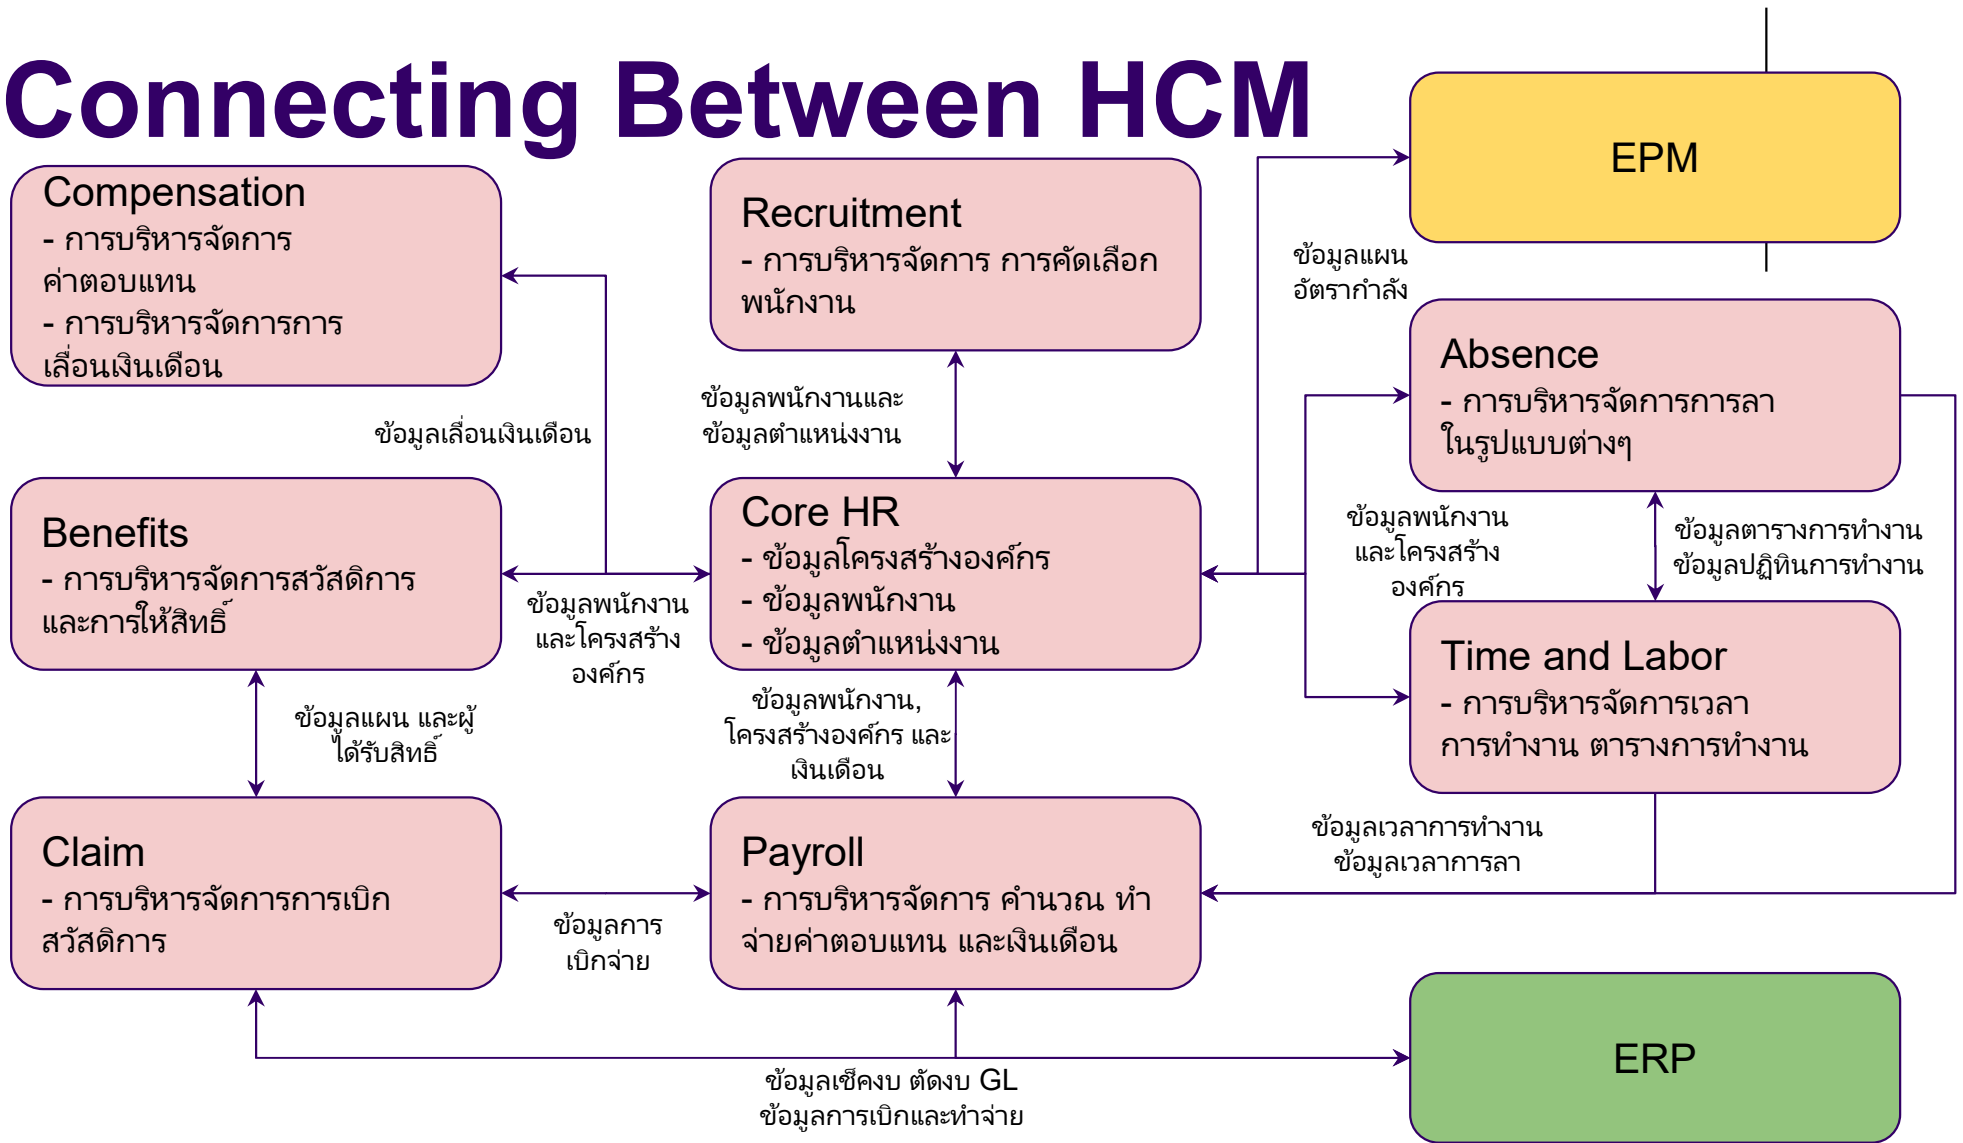 Connecting Between HCM
EPM
Compensation
- การบริหารจัดการ
ค่าตอบแทน
- การบริหารจัดการการ
เลื่อนเงินเดือน
Recruitment
- การบริหารจัดการ การคัดเลือก
พนักงาน
ข้อมูลแผน
อัตรากำลัง
Absence
- การบริหารจัดการการลา
ในรูปแบบต่างๆ
ข้อมูลเลื่อนเงินเดือน
ข้อมูลพนักงานและ
ข้อมูลตำแหน่งงาน
Benefits
- การบริหารจัดการสวัสดิการ
และการให้สิทธิ์
ข้อมูลพนักงาน
และโครงสร้าง
องค์กร
Core HR
- ข้อมูลโครงสร้างองค์กร
- ข้อมูลพนักงาน
- ข้อมูลตำแหน่งงาน
ข้อมูลพนักงาน
และโครงสร้าง
องค์กร
ข้อมูลตารางการทำงาน
ข้อมูลปฏิทินการทำงาน
Time and Labor
- การบริหารจัดการเวลา
การทำงาน ตารางการทำงาน
ข้อมูลแผน และผู้
ได้รับสิทธิ์
ข้อมูลพนักงาน,
โครงสร้างองค์กร และ
เงินเดือน
Claim
- การบริหารจัดการการเบิก
สวัสดิการ
ข้อมูลการ
เบิกจ่าย
Payroll
- การบริหารจัดการ คำนวณ ทำ
จ่ายค่าตอบแทน และเงินเดือน
ข้อมูลเวลาการทำงาน
ข้อมูลเวลาการลา
ERP
ข้อมูลเช็คงบ ตัดงบ GL
ข้อมูลการเบิกและทำจ่าย